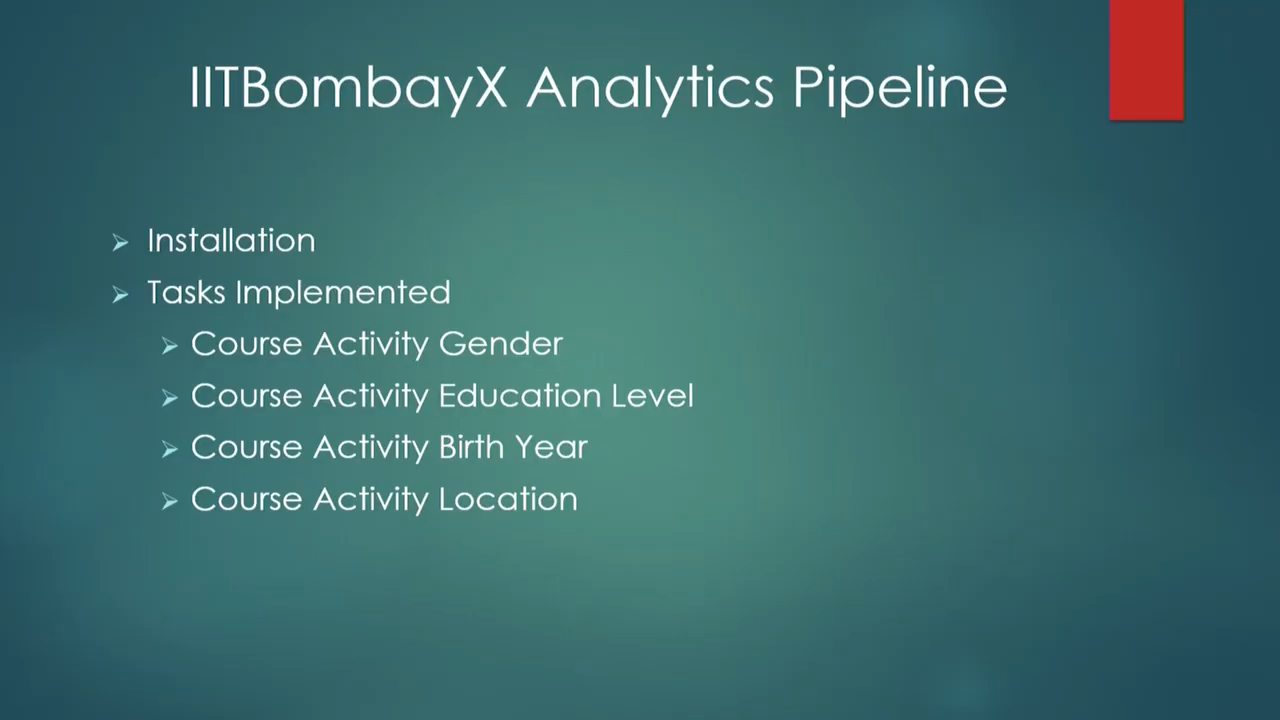 IITBombayX Analytics Pipeline
Installation
Tasks Implemented
Course Activity Gender
Course Activity Education Level
Course Activity Birth Year
Course Activity Location